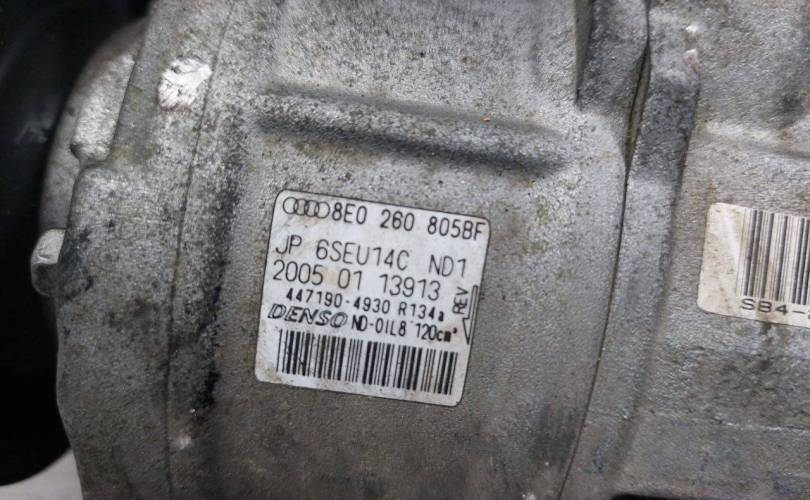 8E0 260 805BF
JP 6SEU14C ND1
2005 01 13913
447190-4930 R134a
REV
DENSO ND-OIL8 120cm³
SB4-